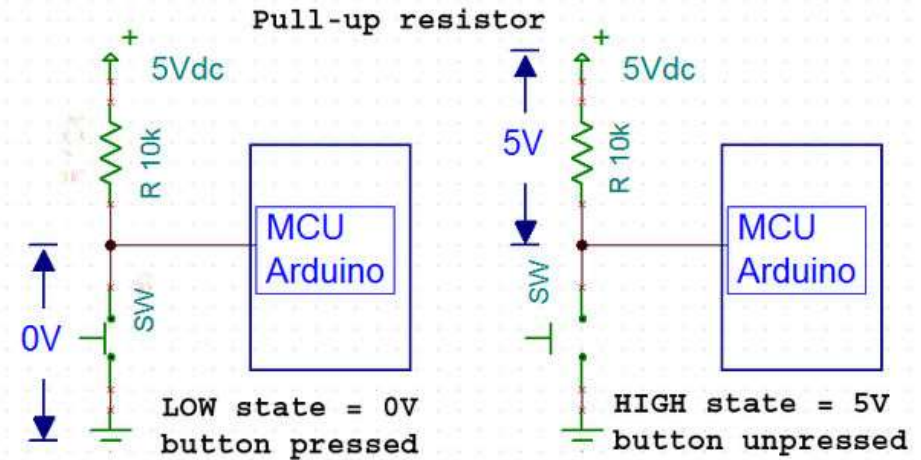 Pull-up resistor
+
5Vdc
R 10k
MCU
Arduino
SW
0V
LOW state = 0V
button pressed
+
5Vdc
5V
R 10k
MCU
Arduino
SW
HIGH state = 5V
button unpressed